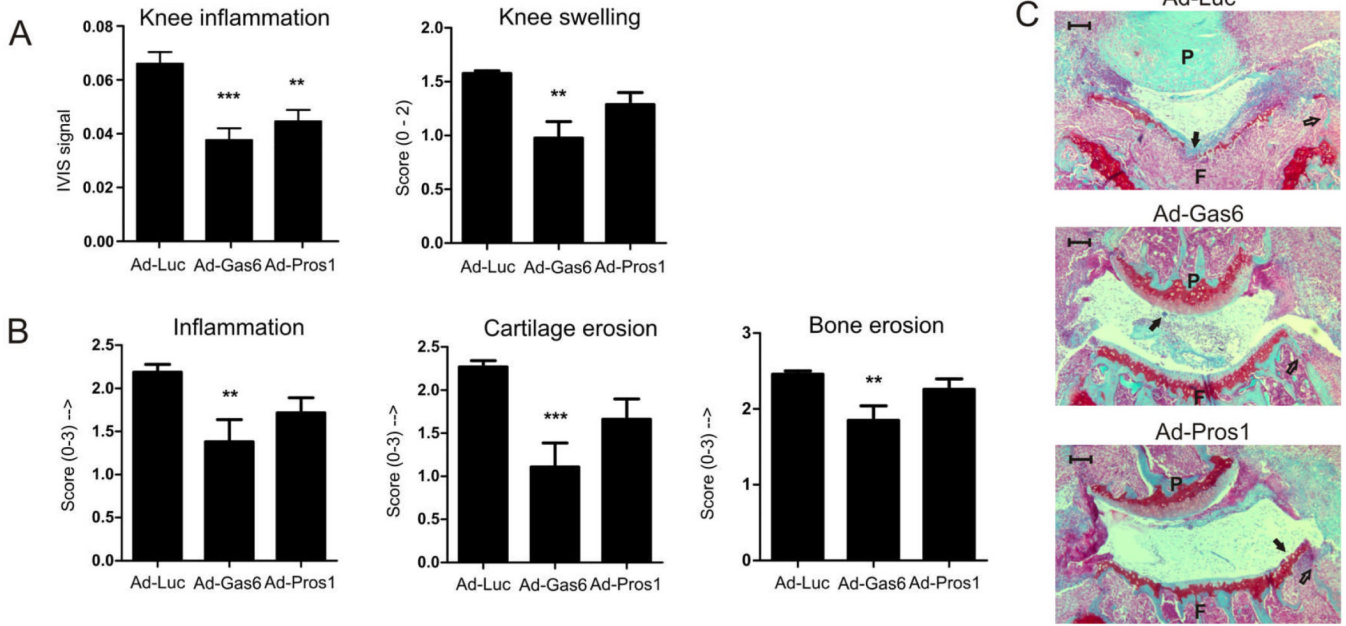 A
Knee inflammation
IVIS signal
0.08
0.06
0.04
0.02
0.00
***
**
Ad-Luc Ad-Gas6 Ad-Pros1
Knee swelling
Score (0 - 2)
2.0
1.5
1.0
1.5
0.0
**
Ad-Luc Ad-Gas6 Ad-Pros1
B
Inflammation
Score (0-3) -->
2.5
2.0
1.5
1.0
1.5
0.0
**
Ad-Luc Ad-Gas6 Ad-Pros1
Cartilage erosion
Score (0-3) -->
2.5
2.0
1.5
1.0
1.5
0.0
***
Ad-Luc Ad-Gas6 Ad-Pros1
Bone erosion
Score (0-3) -->
3
2
1
0
**
Ad-Luc Ad-Gas6 Ad-Pros1
C
Ad-Luc
P
F
Ad-Gas6
P
F
Ad-Pros1
P
F